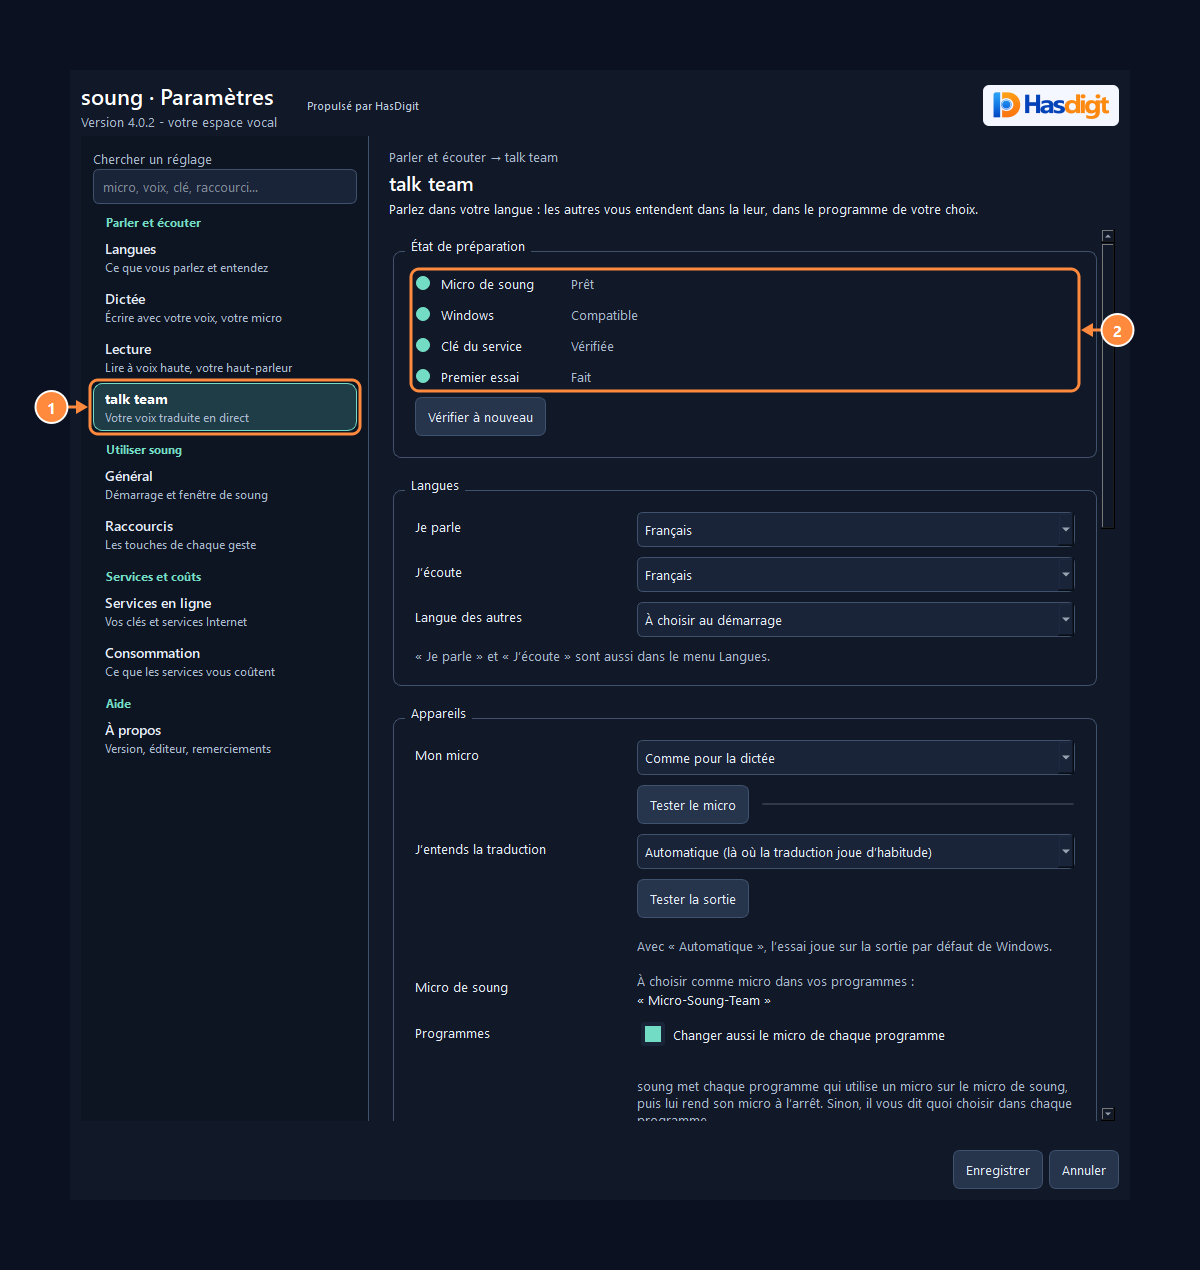 soung · Paramètres
Propulsé par HasDigit
Version 4.0.2 - votre espace vocal
Hasdigit
Chercher un réglage
micro, voix, clé, raccourci...
Parler et écouter
Langues
Ce que vous parlez et entendez
Dictée
Écrire avec votre voix, votre micro
Lecture
Lire à voix haute, votre haut-parleur
1
talk team
Votre voix traduite en direct
Utiliser soung
Général
Démarrage et fenêtre de soung
Raccourcis
Les touches de chaque geste
Services et coûts
Services en ligne
Vos clés et services Internet
Consommation
Ce que les services vous coûtent
Aide
À propos
Version, éditeur, remerciements
Parler et écouter → talk team
talk team
Parlez dans votre langue : les autres vous entendent dans la leur, dans le programme de votre choix.
État de préparation
Micro de soung Prêt
Windows Compatible
2
Clé du service Vérifiée
Premier essai Fait
Vérifier à nouveau
Langues
Je parle Français
J'écoute Français
Langue des autres À choisir au démarrage
« Je parle » et « J'écoute » sont aussi dans le menu Langues.
Appareils
Mon micro Comme pour la dictée
Tester le micro
J'entends la traduction Automatique (là où la traduction joue d'habitude)
Tester la sortie
Avec « Automatique », l'essai joue sur la sortie par défaut de Windows.
Micro de soung À choisir comme micro dans vos programmes :
« Micro-Soung-Team »
Programmes Changer aussi le micro de chaque programme
soung met chaque programme qui utilise un micro sur le micro de soung,
puis lui rend son micro à l'arrêt. Sinon, il vous dit quoi choisir dans chaque
programme.
Enregistrer Annuler